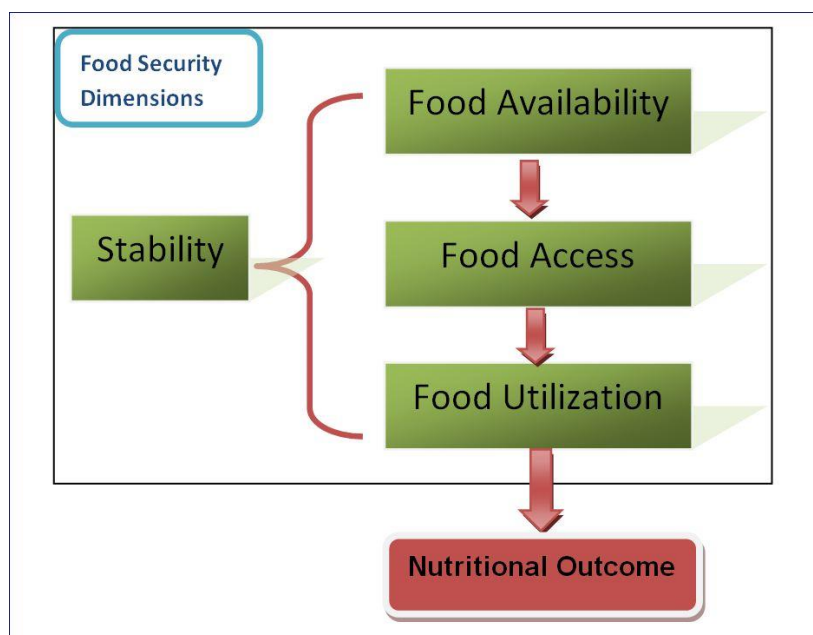 Food Security
Dimensions
Food Availability
Stability
Food Access
Food Utilization
Nutritional Outcome